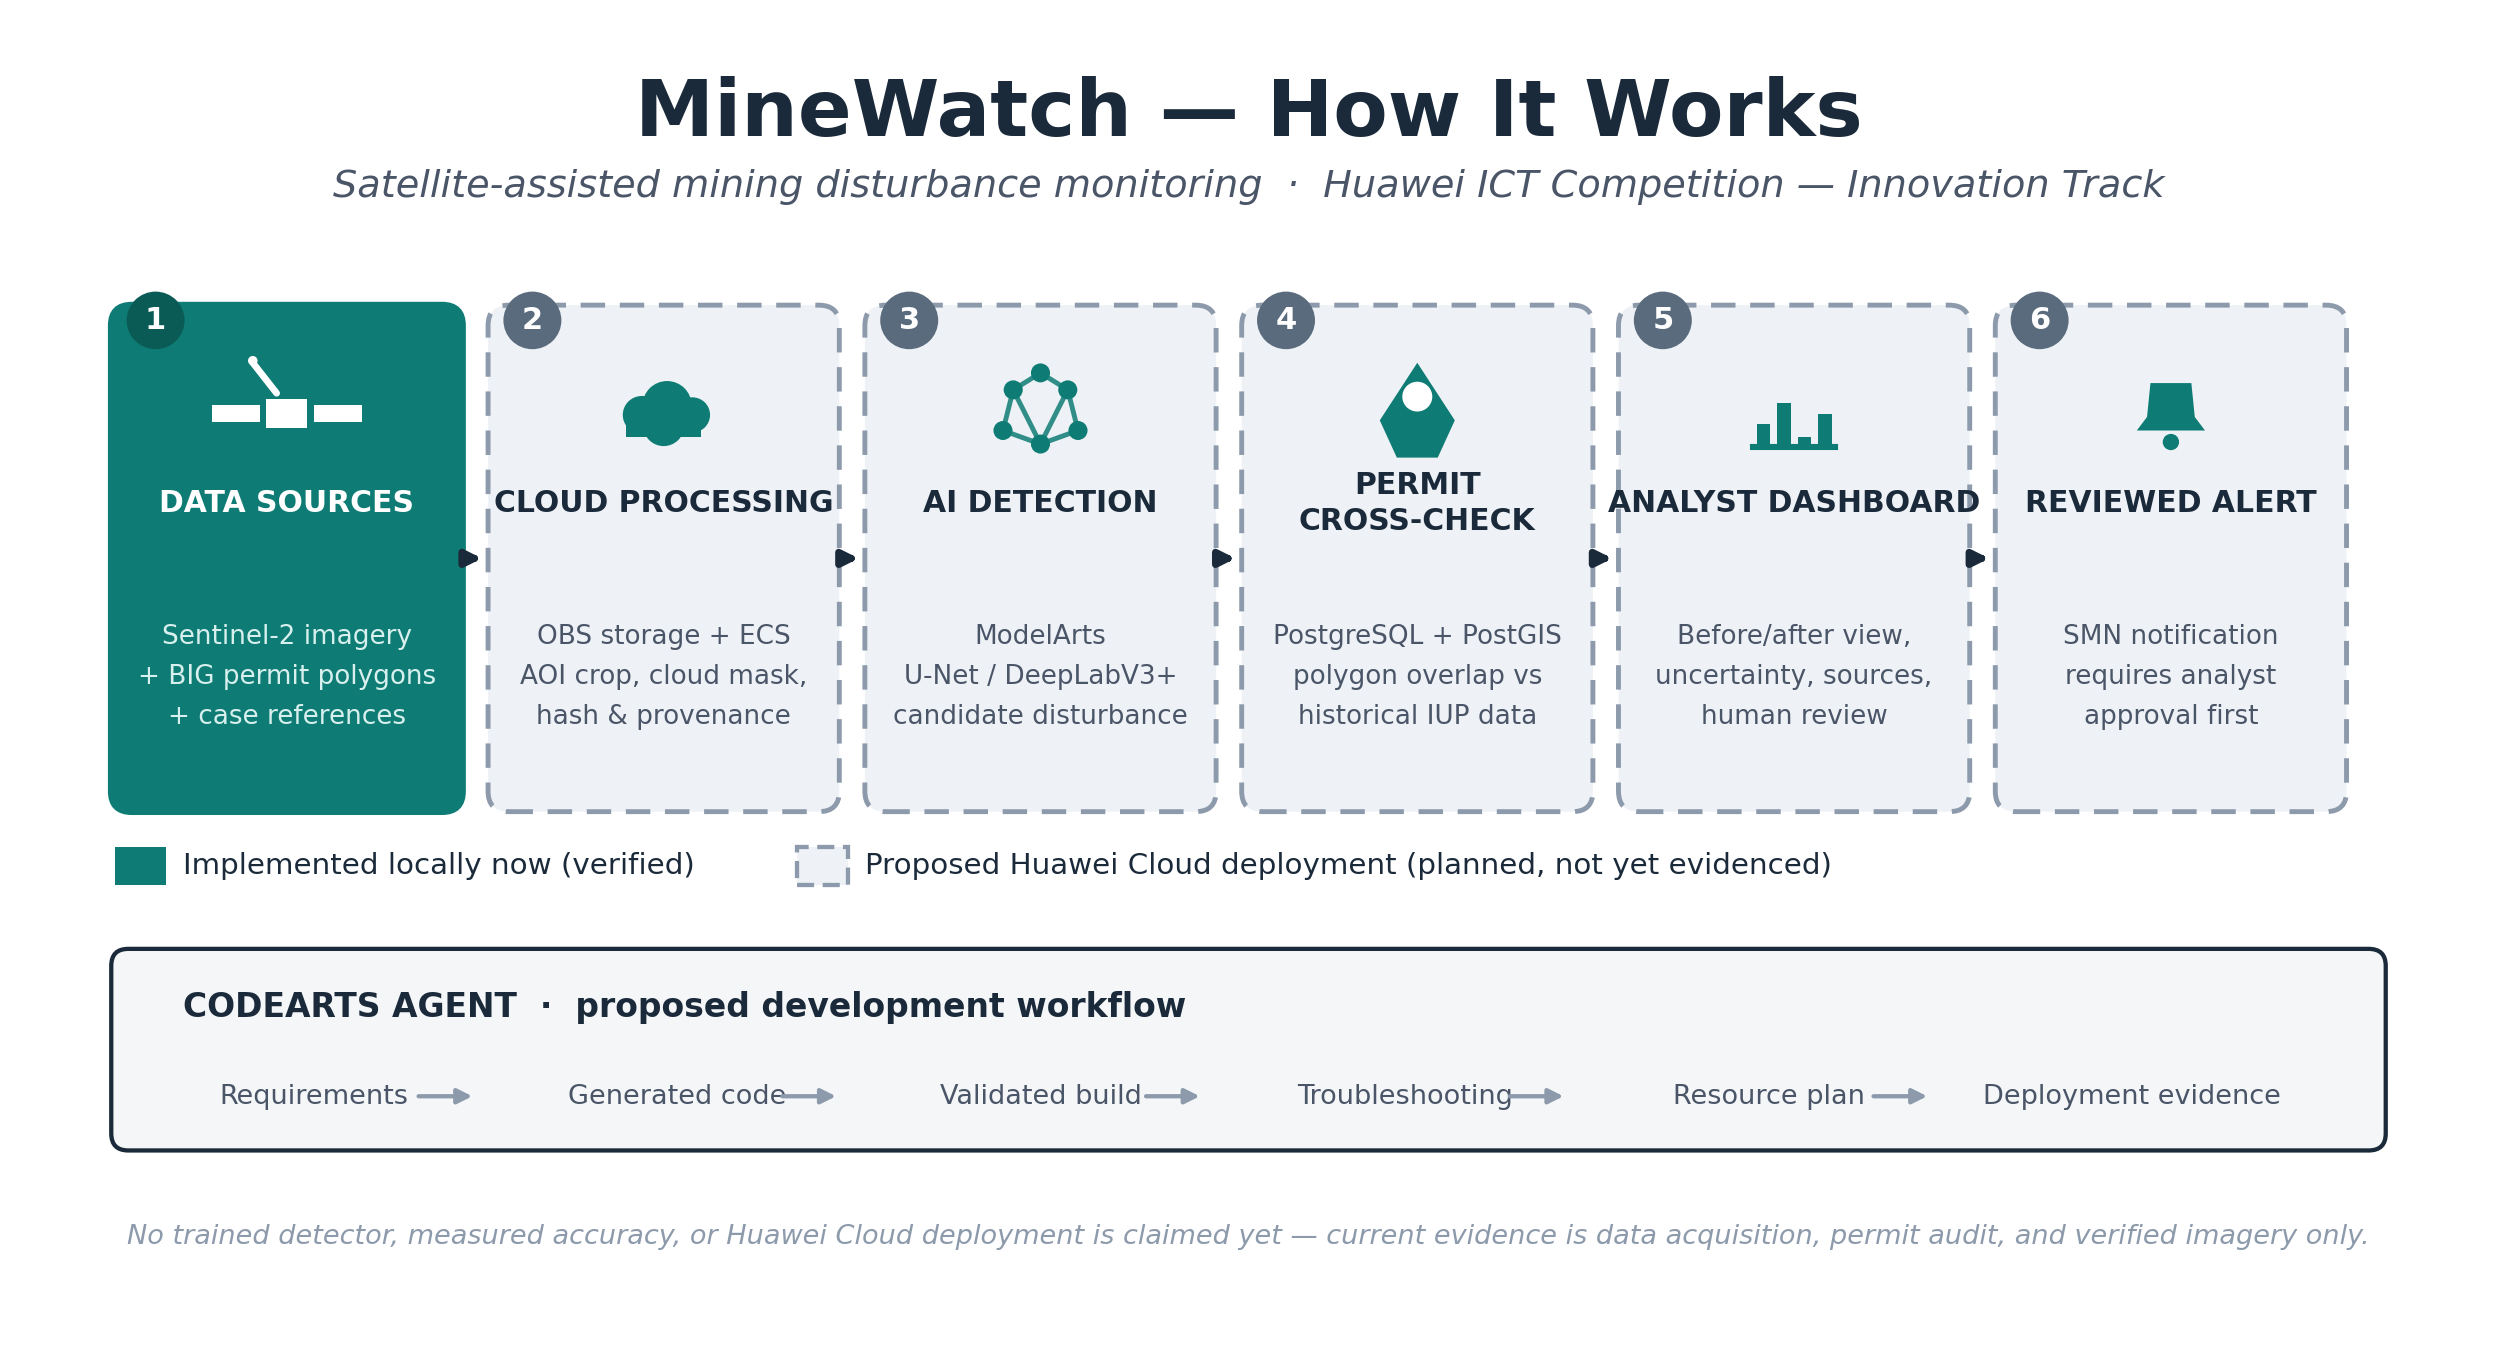 MineWatch — How It Works
Satellite-assisted mining disturbance monitoring · Huawei ICT Competition — Innovation Track
1
DATA SOURCES
Sentinel-2 imagery
+ BIG permit polygons
+ case references
2
CLOUD PROCESSING
OBS storage + ECS
AOI crop, cloud mask,
hash & provenance
3
AI DETECTION
ModelArts
U-Net / DeepLabV3+
candidate disturbance
4
PERMIT
CROSS-CHECK
PostgreSQL + PostGIS
polygon overlap vs
historical IUP data
5
ANALYST DASHBOARD
Before/after view,
uncertainty, sources,
human review
6
REVIEWED ALERT
SMN notification
requires analyst
approval first
Implemented locally now (verified)
Proposed Huawei Cloud deployment (planned, not yet evidenced)
CODEARTS AGENT · proposed development workflow
Requirements
Generated code
Validated build
Troubleshooting
Resource plan
Deployment evidence
No trained detector, measured accuracy, or Huawei Cloud deployment is claimed yet — current evidence is data acquisition, permit audit, and verified imagery only.